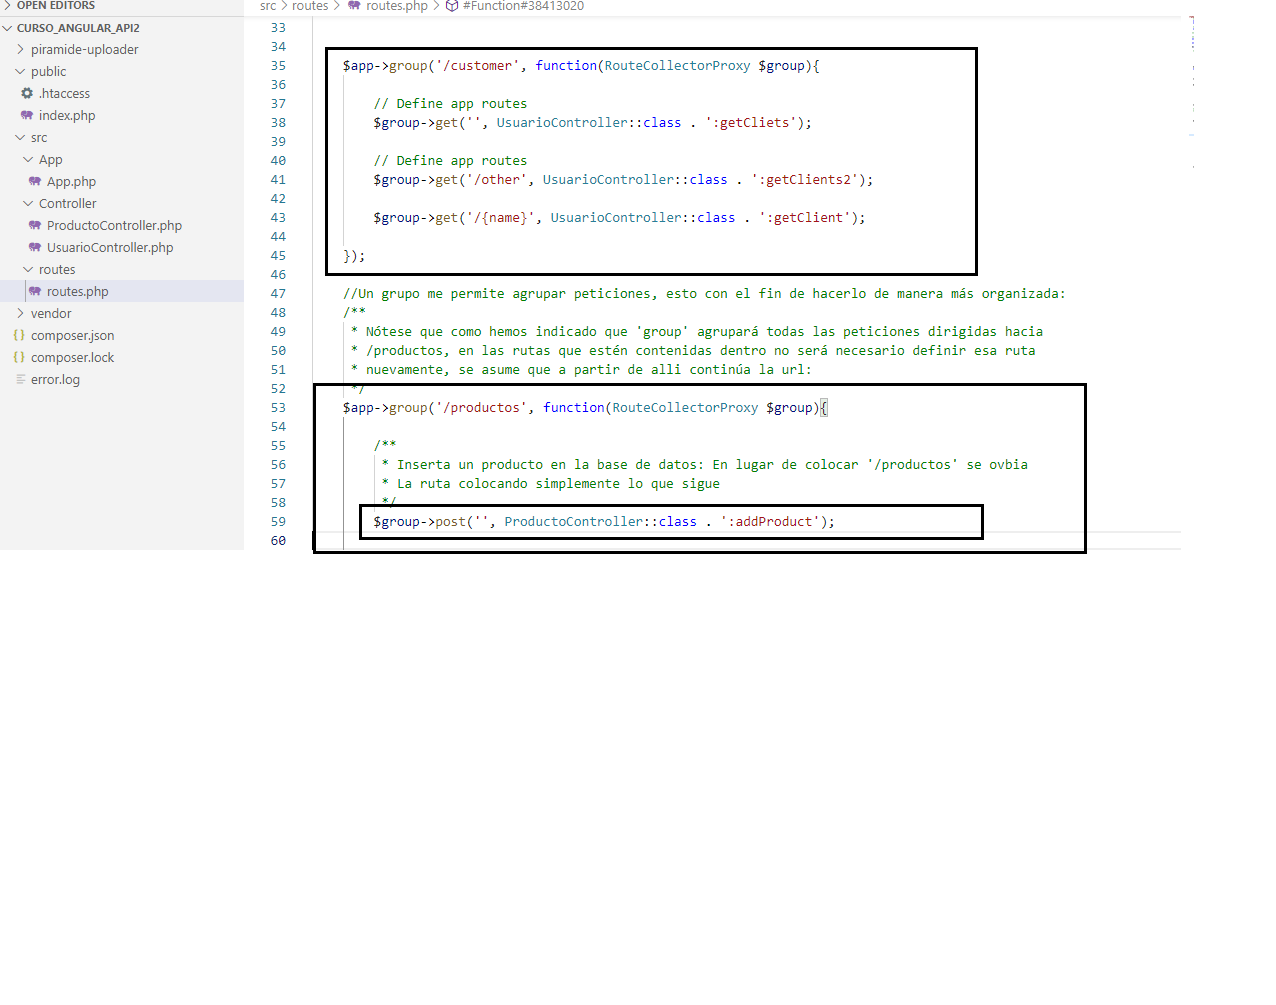 OPEN EDITORS
CURSO_ANGULAR_API2
piramide-uploader
public
.htaccess
index.php
src
App
App.php
Controller
ProductoController.php
UsuarioController.php
routes
routes.php
vendor
composer.json
composer.lock
error.log
src > routes > routes.php > #Function#38413020
33
34
35 $app->group('/customer', function(RouteCollectorProxy $group){
36
37 // Define app routes
38 $group->get('', UsuarioController::class . ':getCliets');
39
40 // Define app routes
41 $group->get('/other', UsuarioController::class . ':getClients2');
42
43 $group->get('/{name}', UsuarioController::class . ':getClient');
44
45 });
46
47 //Un grupo me permite agrupar peticiones, esto con el fin de hacerlo de manera más organizada:
48 /**
49 * Nótese que como hemos indicado que 'group' agrupará todas las peticiones dirigidas hacia
50 * /productos, en las rutas que estén contenidas dentro no será necesario definir esa ruta
51 * nuevamente, se asume que a partir de alli continúa la url:
52 */
53 $app->group('/productos', function(RouteCollectorProxy $group){
54
55 /**
56 * Inserta un producto en la base de datos: En lugar de colocar '/productos' se ovbia
57 * La ruta colocando simplemente lo que sigue
58 */
59 $group->post('', ProductoController::class . ':addProduct');
60